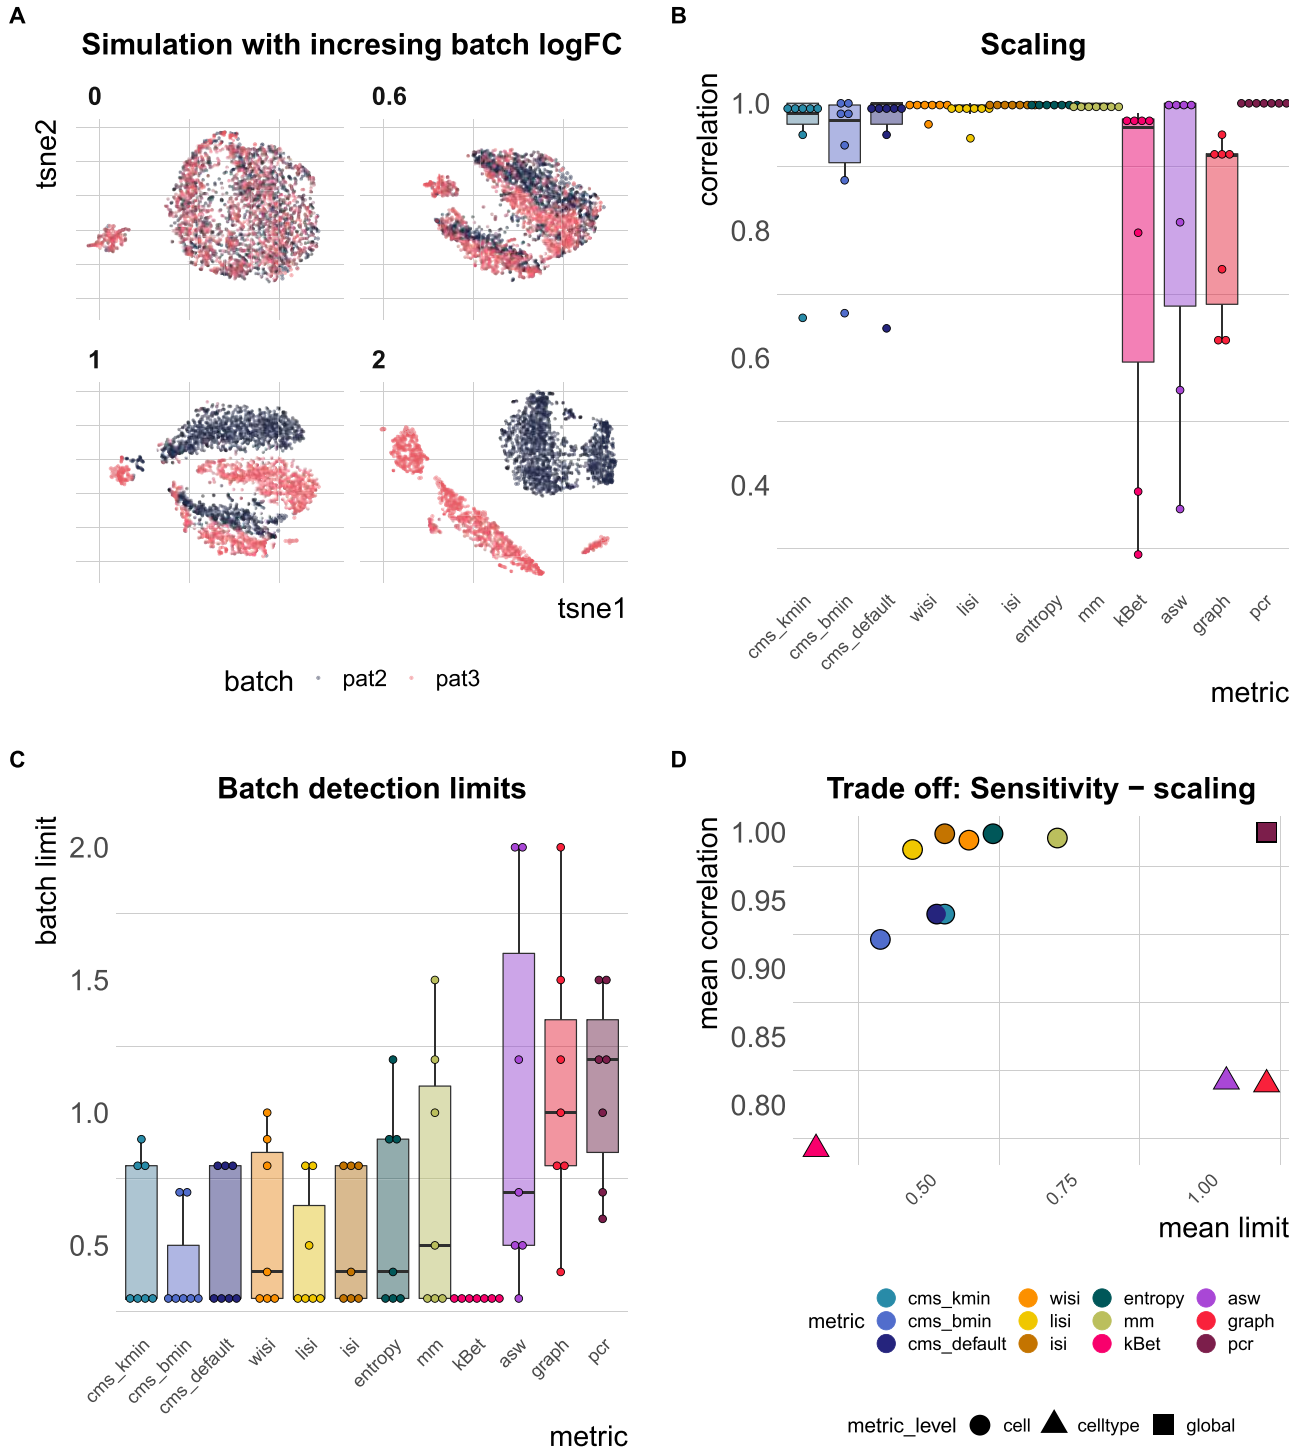 A
Simulation with incresing batch logFC
0
0.6
tsne2
1
2
tsne1
batch
pat2
pat3
B
Scaling
correlation
1.0
0.8
0.6
0.4
cms_kmin
cms_bmin
cms_default
wisi
lisi
isi
entropy
mm
kBet
asw
graph
pcr
metric
C
Batch detection limits
batch limit
2.0
1.5
1.0
0.5
cms_kmin
cms_bmin
cms_default
wisi
lisi
isi
entropy
mm
kBet
asw
graph
pcr
metric
D
Trade off: Sensitivity − scaling
mean correlation
1.00
0.95
0.90
0.85
0.80
0.50
0.75
1.00
mean limit
metric
cms_kmin
cms_bmin
cms_default
wisi
lisi
isi
entropy
mm
kBet
asw
graph
pcr
metric_level
cell
celltype
global